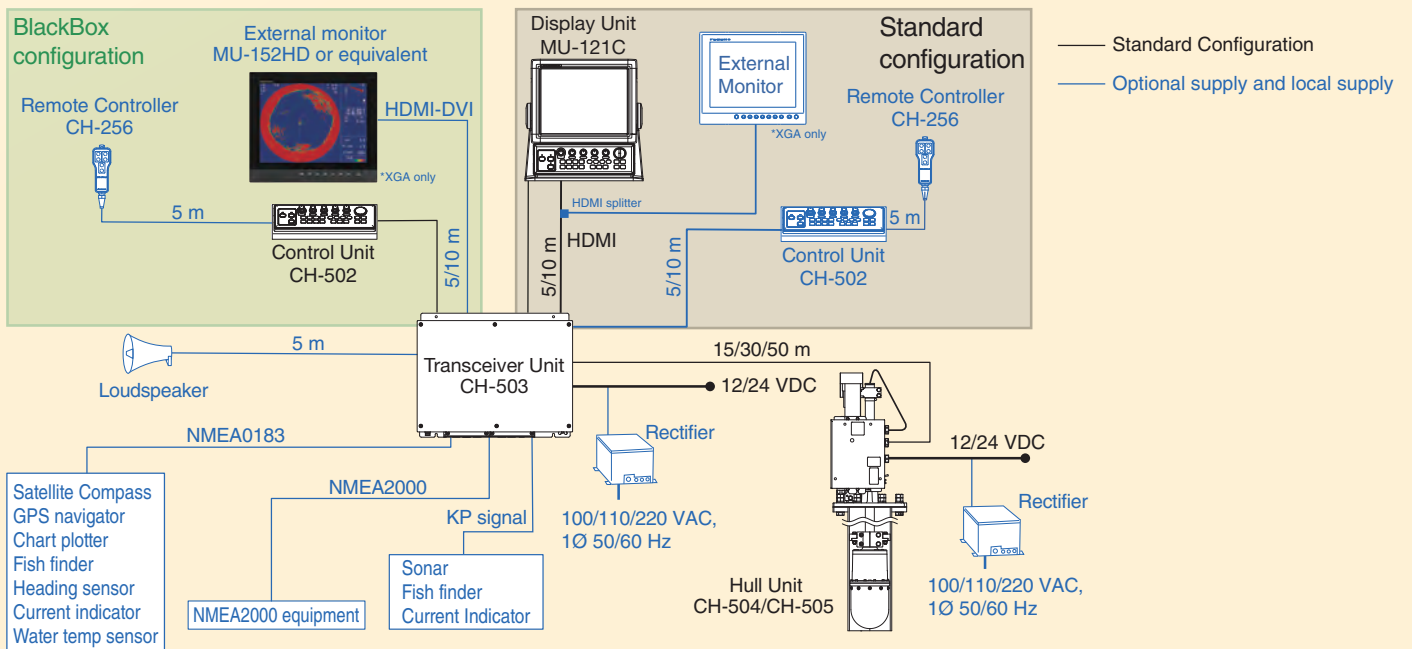 BlackBox
configuration
External monitor
MU-152HD or equivalent
Remote Controller
CH-256
HDMI-DVI
*XGA only
5 m
Control Unit
CH-502
5/10 m
Display Unit
MU-121C
External
Monitor
*XGA only
Standard
configuration
Remote Controller
CH-256
HDMI splitter
HDMI
5/10 m
5/10 m
5 m
Control Unit
CH-502
Standard Configuration
Optional supply and local supply
5 m
Loudspeaker
Transceiver Unit
CH-503
15/30/50 m
12/24 VDC
Rectifier
100/110/220 VAC,
1Ø 50/60 Hz
12/24 VDC
Rectifier
100/110/220 VAC,
1Ø 50/60 Hz
Hull Unit
CH-504/CH-505
NMEA0183
Satellite Compass
GPS navigator
Chart plotter
Fish finder
Heading sensor
Current indicator
Water temp sensor
NMEA2000
NMEA2000 equipment
KP signal
Sonar
Fish finder
Current Indicator